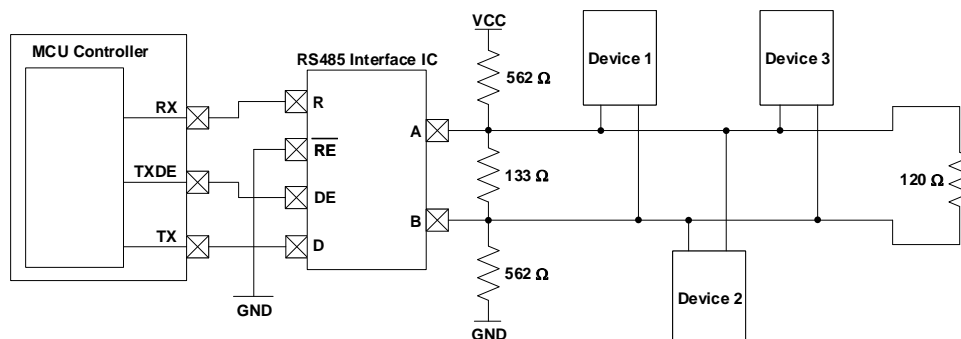 MCU Controller
RX
TXDE
TX
RS485 Interface IC
R
RE
DE
D
A
B
GND
VCC
562 Ω
133 Ω
562 Ω
GND
Device 1
Device 3
Device 2
120 Ω